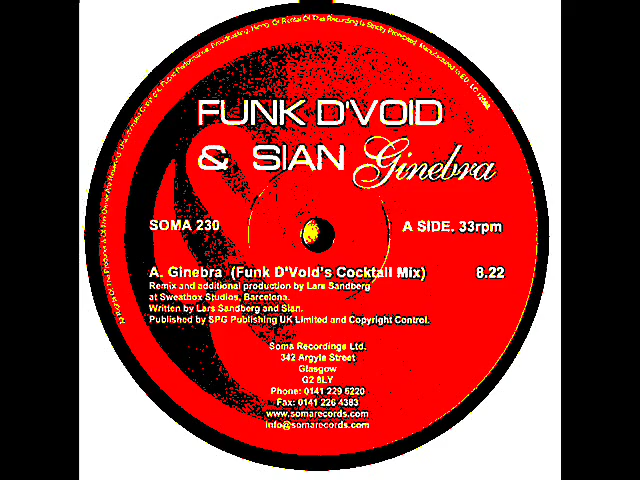 FUNK D'VOID
& SIAN Ginebra
SOMA 230
A SIDE. 33rpm
A. Ginebra (Funk D'Void's Cocktail Mix) 8.22
Remix and additional production by Lars Sandberg
at Sweatbox Studios, Barcelona.
Written by Lars Sandberg and Sian.
Published by SPG Publishing UK Limited and Copyright Control.
Soma Recordings Ltd.
342 Argyle Street
Glasgow
G2 8LY
Phone: 0141 229 6220
Fax: 0141 226 4383
www.somarecords.com
info@somarecords.com